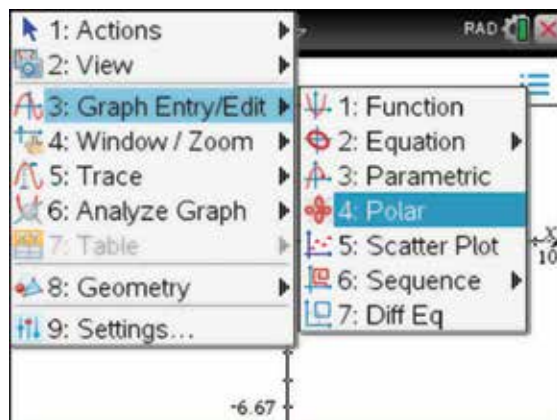 RAD
1: Actions
2: View
3: Graph Entry/Edit
4: Window / Zoom
5: Trace
6: Analyze Graph
7: Table
8: Geometry
9: Settings...
1: Function
2: Equation
3: Parametric
4: Polar
5: Scatter Plot
6: Sequence
7: Diff Eq
x
10
-6.67